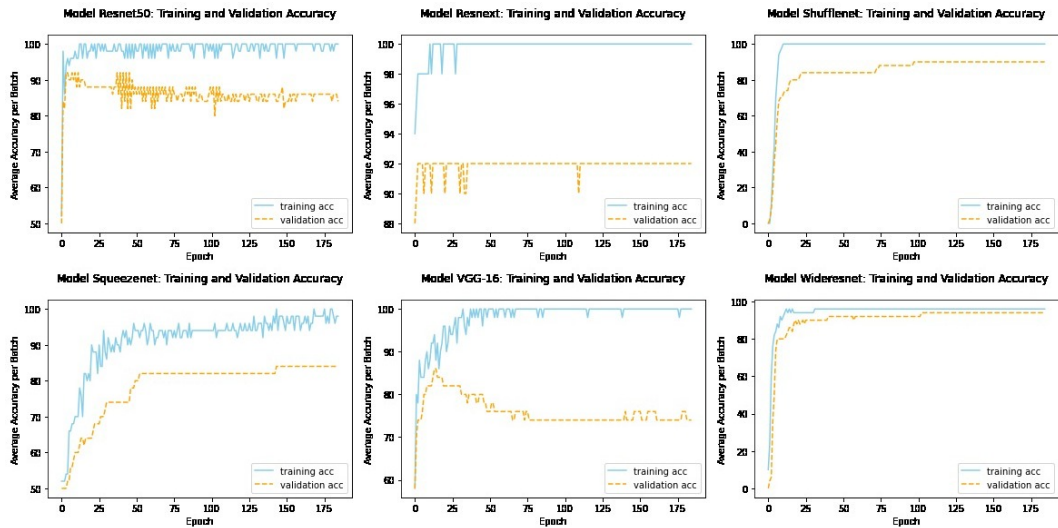 Model Resnet50: Training and Validation Accuracy
Average Accuracy per Batch
100
90
80
70
60
50
0 25 50 75 100 125 150 175
Epoch
training acc
validation acc
Model Resnext: Training and Validation Accuracy
Average Accuracy per Batch
100
98
96
94
92
90
88
0 25 50 75 100 125 150 175
Epoch
training acc
validation acc
Model Shufflenet: Training and Validation Accuracy
Average Accuracy per Batch
100
80
60
40
20
0
0 25 50 75 100 125 150 175
Epoch
training acc
validation acc
Model Squeezenet: Training and Validation Accuracy
Average Accuracy per Batch
100
90
80
70
60
50
0 25 50 75 100 125 150 175
Epoch
training acc
validation acc
Model VGG-16: Training and Validation Accuracy
Average Accuracy per Batch
100
90
80
70
60
0 25 50 75 100 125 150 175
Epoch
training acc
validation acc
Model Wideresnet: Training and Validation Accuracy
Average Accuracy per Batch
100
80
60
40
20
0
0 25 50 75 100 125 150 175
Epoch
training acc
validation acc